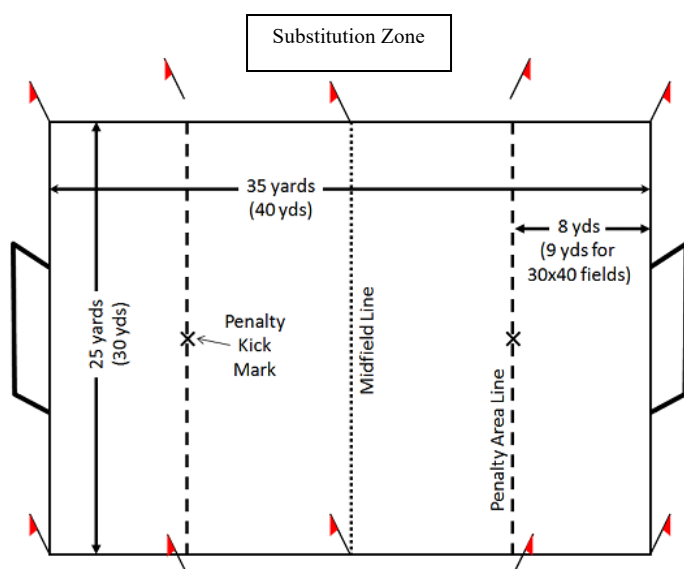 Substitution Zone
35 yards
(40 yds)
8 yds
(9 yds for
30x40 fields)
25 yards
(30 yds)
Penalty
Kick
Mark
Midfield Line
Penalty Area Line